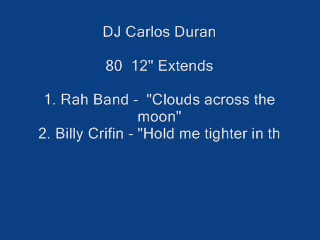 DJ Carlos Duran
80 12" Extends
1. Rah Band - "Clouds across the
moon"
2. Billy Crifin - "Hold me tighter in th